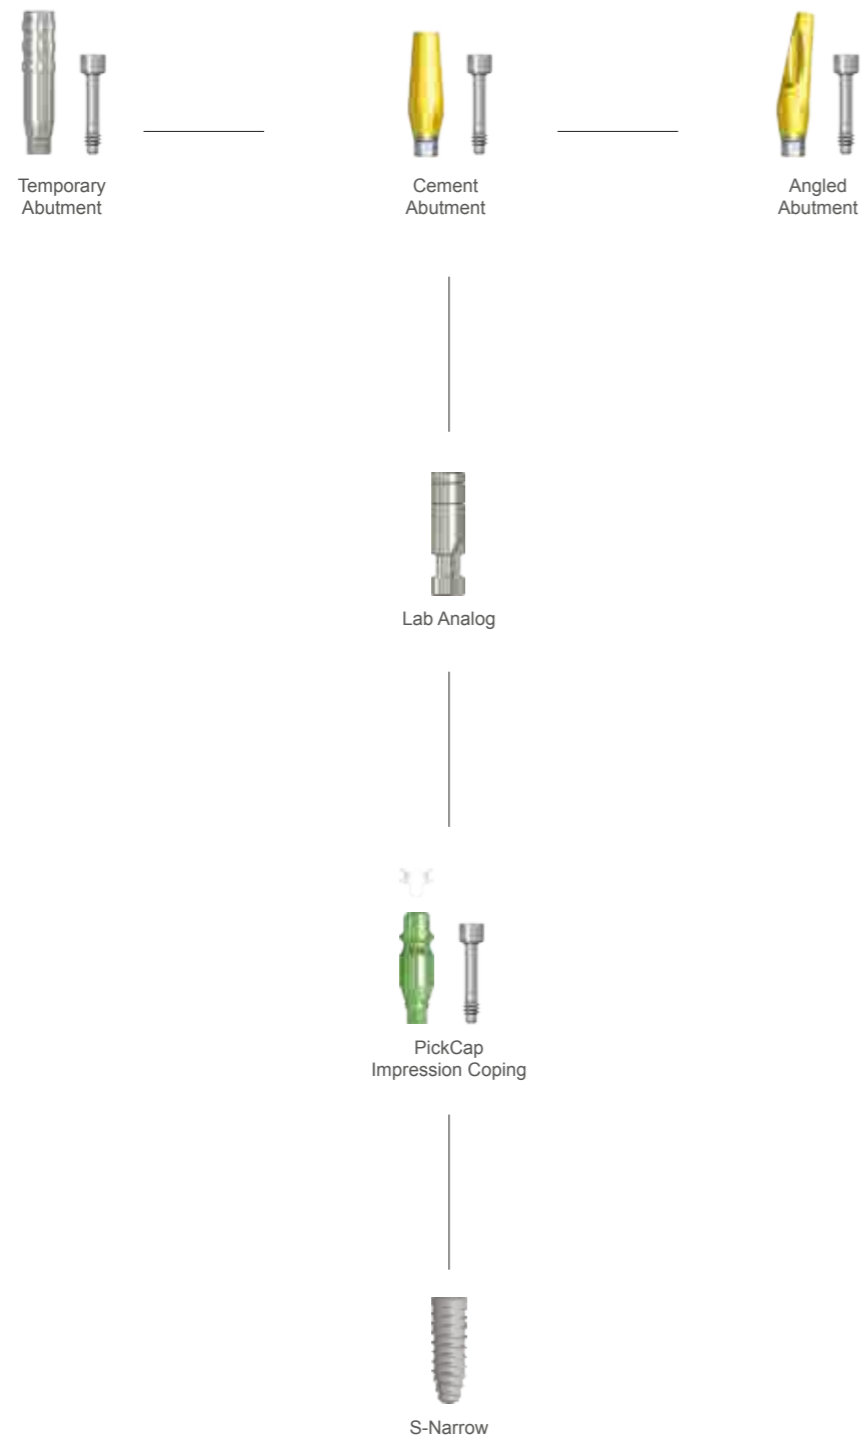 Temporary
Abutment
Cement
Abutment
Angled
Abutment
Lab Analog
PickCap
Impression Coping
S-Narrow